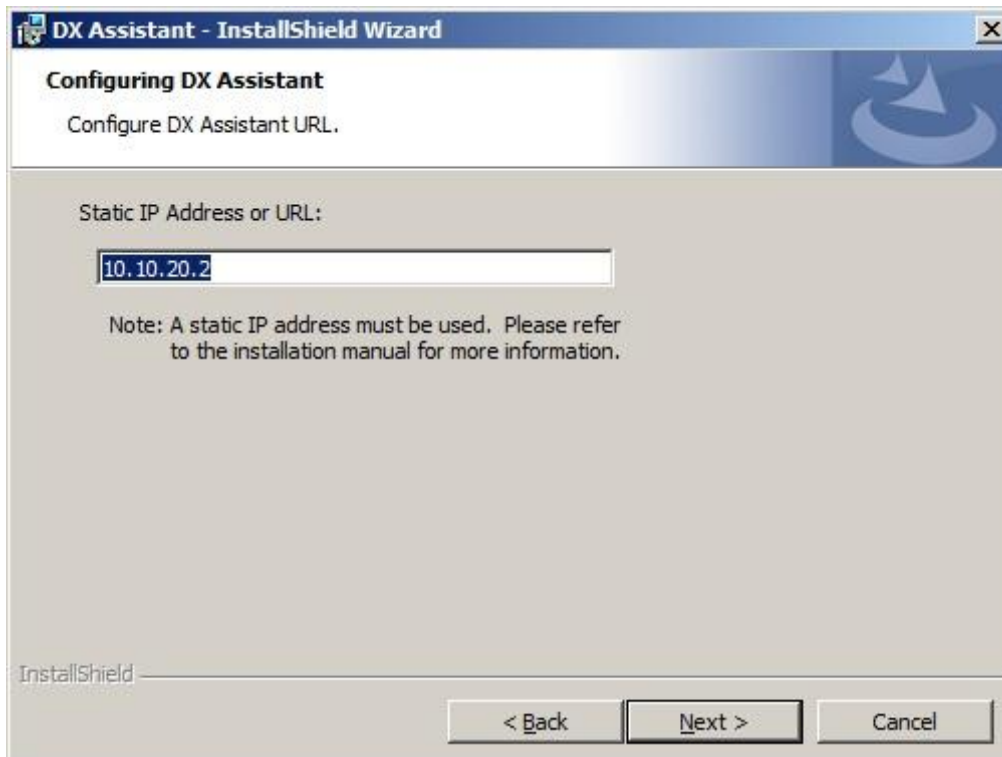 DX Assistant - InstallShield Wizard
Configuring DX Assistant
Configure DX Assistant URL.
Static IP Address or URL:
10.10.20.2
Note: A static IP address must be used. Please refer
to the installation manual for more information.
InstallShield
< Back
Next >
Cancel